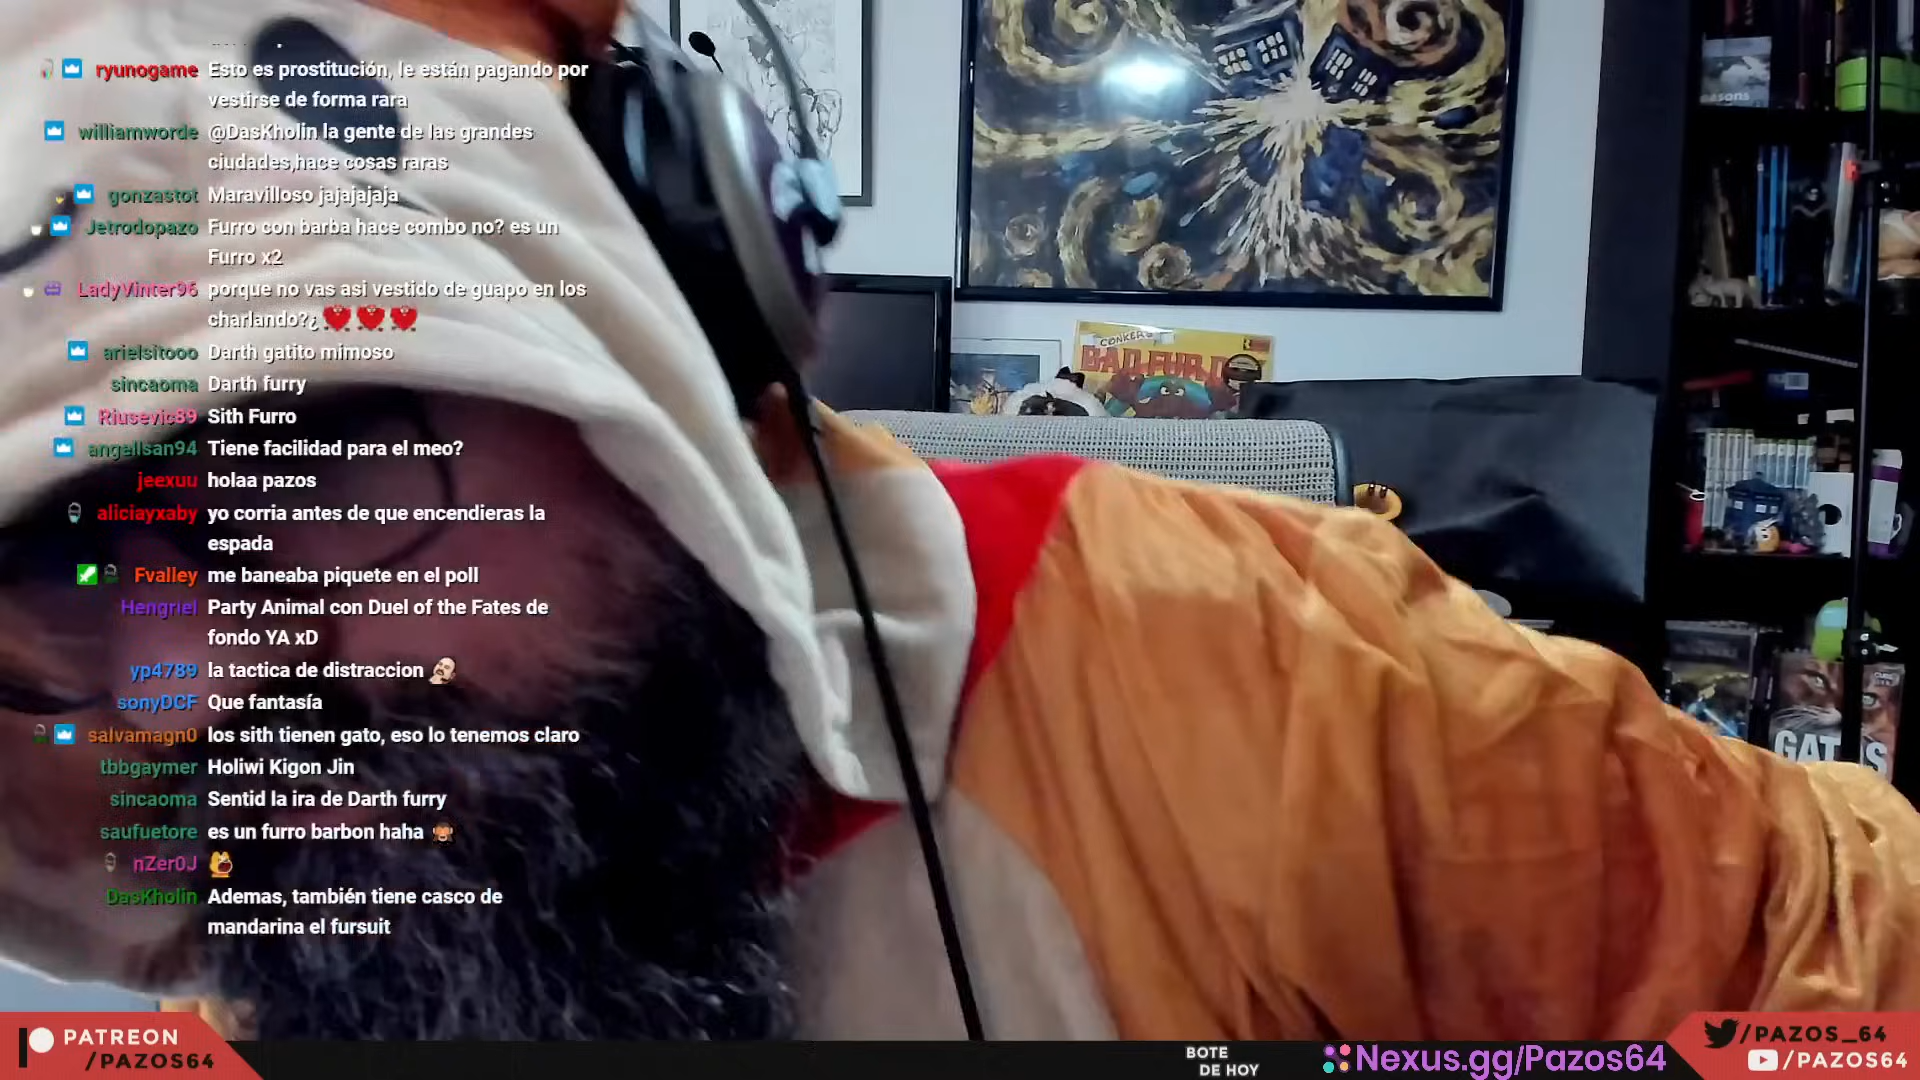 ryunogame Esto es prostitución, le están pagando por
vestirse de forma rara
williamworde @DasKholin la gente de las grandes
ciudades,hace cosas raras
gonzastot Maravilloso jajajajaja
Jetrodopazo Furro con barba hace combo no? es un
Furro x2
LadyVinter96 porque no vas asi vestido de guapo en los
charlando?¿
arielsitooo Darth gatito mimoso
sincaoma Darth furry
Riusevic89 Sith Furro
angellsan94 Tiene facilidad para el meo?
jeexuu holaa pazos
aliciayxaby yo corria antes de que encendieras la
espada
Fvalley me baneaba piquete en el poll
Hengriel Party Animal con Duel of the Fates de
fondo YA xD
yp4789 la tactica de distraccion
sonyDCF Que fantasía
salvamagn0 los sith tienen gato, eso lo tenemos claro
tbbgaymer Holiwi Kigon Jin
sincaoma Sentid la ira de Darth furry
saufuetore es un furro barbon haha
nZer0J
DasKholin Ademas, también tiene casco de
mandarina el fursuit
CONKER'S
BAD FUR D
GAT S
PATREON
/PAZOS64
BOTE
DE HOY
Nexus.gg/Pazos64
/PAZOS_64
/PAZOS64